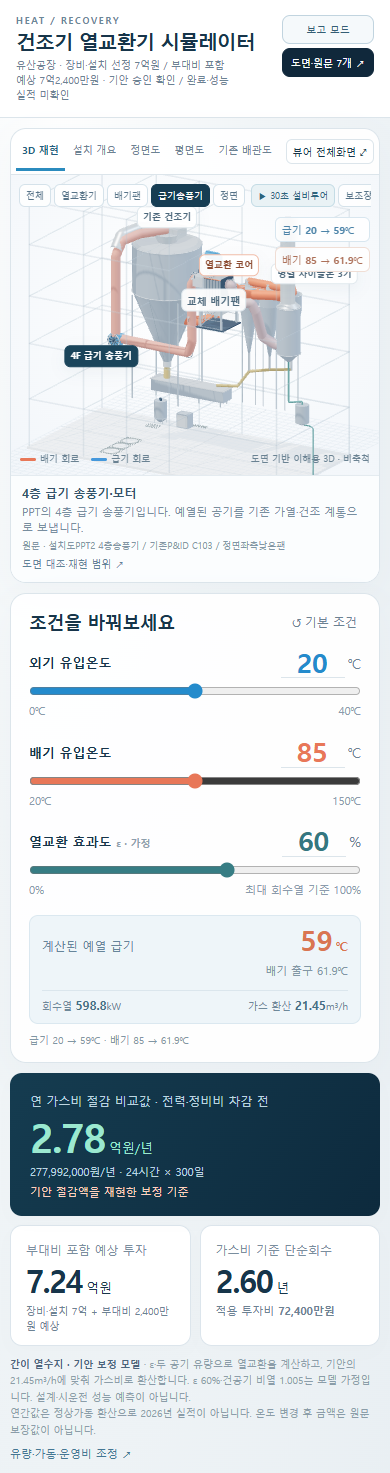 HEAT / RECOVERY
건조기 열교환기 시뮬레이터
유산공장 · 장비·설치 선정 7억원 / 부대비 포함
예상 7억2,400만원 · 기안 승인 확인 / 완료·성능
실적 미확인
보고 모드
도면·원문 7개 ↗
3D 재현
설치 개요
정면도
평면도
기존 배관도
뷰어 전체화면 ⤢
전체
열교환기
배기팬
급기송풍기
정면
▶ 30초 설비투어
보조장
기존 건조기
급기 20 → 59℃
배기 85 → 61.9℃
열교환 코어
병렬 사이클론 3기
교체 배기팬
4F 급기 송풍기
배기 회로
급기 회로
도면 기반 이해용 3D · 비축척
4층 급기 송풍기·모터
PPT의 4층 급기 송풍기입니다. 예열된 공기를 기존 가열·건조 계통으
로 보냅니다.
원문 · 설치도PPT2 4층송풍기 / 기존P&ID C103 / 정면좌측낮은팬
도면 대조·재현 범위 ↗
조건을 바꿔보세요
↺ 기본 조건
외기 유입온도
20 ℃
0℃
40℃
배기 유입온도
85 ℃
20℃
150℃
열교환 효과도 ε · 가정
60 %
0%
최대 회수열 기준 100%
계산된 예열 급기
59 ℃
배기 출구 61.9℃
회수열 598.8kW
가스 환산 21.45m³/h
급기 20 → 59℃ · 배기 85 → 61.9℃
연 가스비 절감 비교값 · 전력·정비비 차감 전
2.78 억원/년
277,992,000원/년 · 24시간 × 300일
기안 절감액을 재현한 보정 기준
부대비 포함 예상 투자
7.24 억원
장비·설치 7억 + 부대비 2,400만
원 예상
가스비 기준 단순회수
2.60 년
적용 투자비 72,400만원
간이 열수지 · 기안 보정 모델 · ε·두 공기 유량으로 열교환을 계산하고, 기안의
21.45m³/h에 맞춰 가스비로 환산합니다. ε 60%·건공기 비열 1.005는 모델 가정입
니다. 설계·시운전 성능 예측이 아닙니다.
연간값은 정상가동 환산으로 2026년 실적이 아닙니다. 온도 변경 후 금액은 원문
보장값이 아닙니다.
유량·가동·운영비 조정 ↗